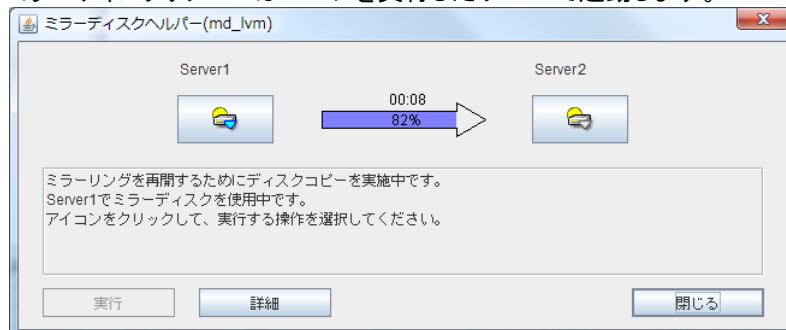 ミラーディスクヘルパー(md_lvm)
Server1
Server2
00:08
82%
ミラーリングを再開するためにディスクコピーを実施中です。
Server1でミラーディスクを使用中です。
アイコンをクリックして、実行する操作を選択してください。
実行
詳細
閉じる